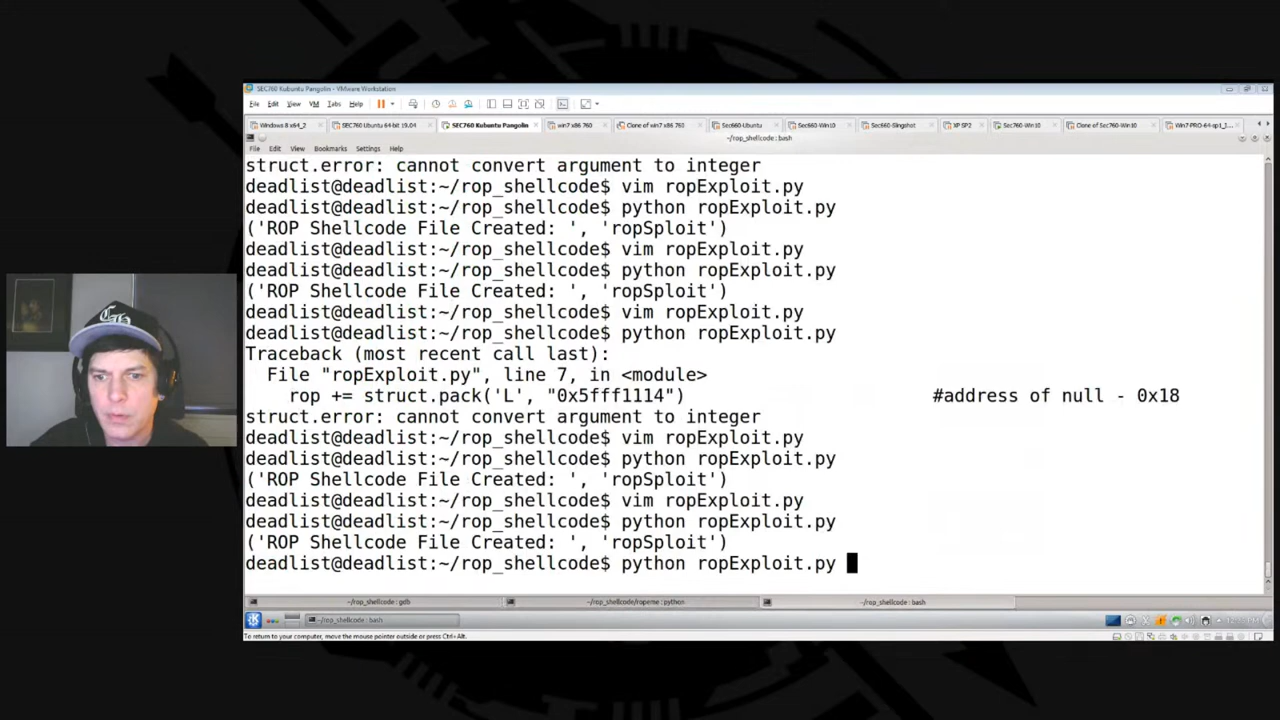 SEC760 Kubuntu Pangolin - VMware Workstation
File Edit View VM Tabs Help
Windows 8 x64_2 SEC760 Ubuntu 64-bit 19.04 SEC760 Kubuntu Pangolin win7 x86 760 Clone of win7 x86 760 Sec660-Ubuntu Sec660-Win10 Sec660-Slingshot XP SP2 Sec760-Win10 Clone of Sec760-Win10 Win7-PRO-64-sp1_1...
~/rop_shellcode : bash
File Edit View Bookmarks Settings Help
struct.error: cannot convert argument to integer
deadlist@deadlist:~/rop_shellcode$ vim ropExploit.py
deadlist@deadlist:~/rop_shellcode$ python ropExploit.py
('ROP Shellcode File Created: ', 'ropSploit')
deadlist@deadlist:~/rop_shellcode$ vim ropExploit.py
deadlist@deadlist:~/rop_shellcode$ python ropExploit.py
('ROP Shellcode File Created: ', 'ropSploit')
deadlist@deadlist:~/rop_shellcode$ vim ropExploit.py
deadlist@deadlist:~/rop_shellcode$ python ropExploit.py
Traceback (most recent call last):
File "ropExploit.py", line 7, in <module>
rop += struct.pack('L', "0x5fff1114") #address of null - 0x18
struct.error: cannot convert argument to integer
deadlist@deadlist:~/rop_shellcode$ vim ropExploit.py
deadlist@deadlist:~/rop_shellcode$ python ropExploit.py
('ROP Shellcode File Created: ', 'ropSploit')
deadlist@deadlist:~/rop_shellcode$ vim ropExploit.py
deadlist@deadlist:~/rop_shellcode$ python ropExploit.py
('ROP Shellcode File Created: ', 'ropSploit')
deadlist@deadlist:~/rop_shellcode$ python ropExploit.py
~/rop_shellcode : gdb ~/rop_shellcode/ropeme : python ~/rop_shellcode : bash
~/rop_shellcode : bash
To return to your computer, move the mouse pointer outside or press Ctrl+Alt.